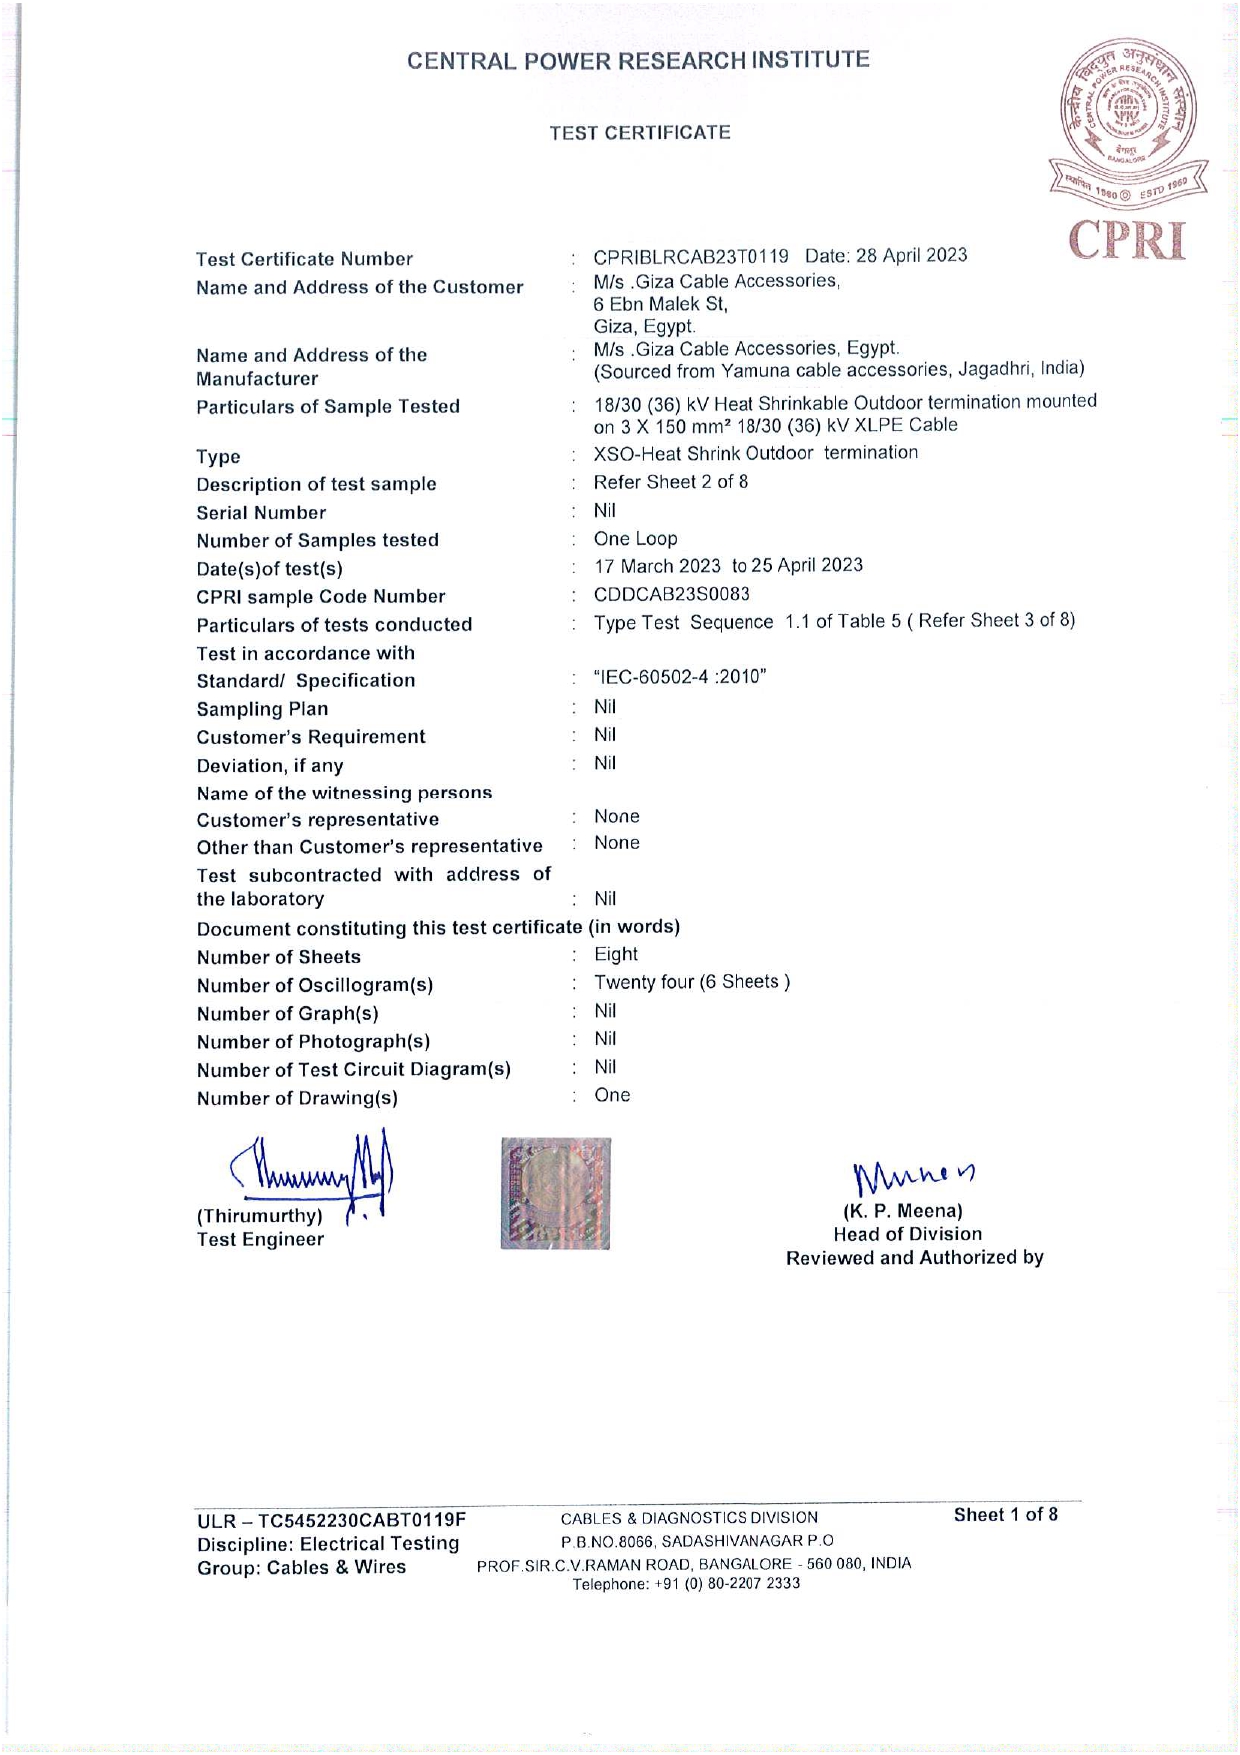 CENTRAL POWER RESEARCH INSTITUTE
TEST CERTIFICATE
केन्द्रीय विद्युत अनुसंधान संस्थान
CENTRAL POWER RESEARCH INSTITUTE
बेंगलूर
BANGALORE
स्थापित 1960 ESTD 1960
CPRI
Test Certificate Number : CPRIBLRCAB23T0119 Date: 28 April 2023
Name and Address of the Customer : M/s .Giza Cable Accessories,
6 Ebn Malek St,
Giza, Egypt.
Name and Address of the : M/s .Giza Cable Accessories, Egypt.
Manufacturer (Sourced from Yamuna cable accessories, Jagadhri, India)
Particulars of Sample Tested : 18/30 (36) kV Heat Shrinkable Outdoor termination mounted
on 3 X 150 mm² 18/30 (36) kV XLPE Cable
Type : XSO-Heat Shrink Outdoor termination
Description of test sample : Refer Sheet 2 of 8
Serial Number : Nil
Number of Samples tested : One Loop
Date(s)of test(s) : 17 March 2023 to 25 April 2023
CPRI sample Code Number : CDDCAB23S0083
Particulars of tests conducted : Type Test Sequence 1.1 of Table 5 ( Refer Sheet 3 of 8)
Test in accordance with
Standard/ Specification : “IEC-60502-4 :2010”
Sampling Plan : Nil
Customer's Requirement : Nil
Deviation, if any : Nil
Name of the witnessing persons
Customer's representative : None
Other than Customer's representative : None
Test subcontracted with address of
the laboratory : Nil
Document constituting this test certificate (in words)
Number of Sheets : Eight
Number of Oscillogram(s) : Twenty four (6 Sheets )
Number of Graph(s) : Nil
Number of Photograph(s) : Nil
Number of Test Circuit Diagram(s) : Nil
Number of Drawing(s) : One
(Thirumurthy)
Test Engineer
(K. P. Meena)
Head of Division
Reviewed and Authorized by
ULR – TC5452230CABT0119F
Discipline: Electrical Testing
Group: Cables & Wires
CABLES & DIAGNOSTICS DIVISION
P.B.NO.8066, SADASHIVANAGAR P.O
PROF.SIR.C.V.RAMAN ROAD, BANGALORE - 560 080, INDIA
Telephone: +91 (0) 80-2207 2333
Sheet 1 of 8